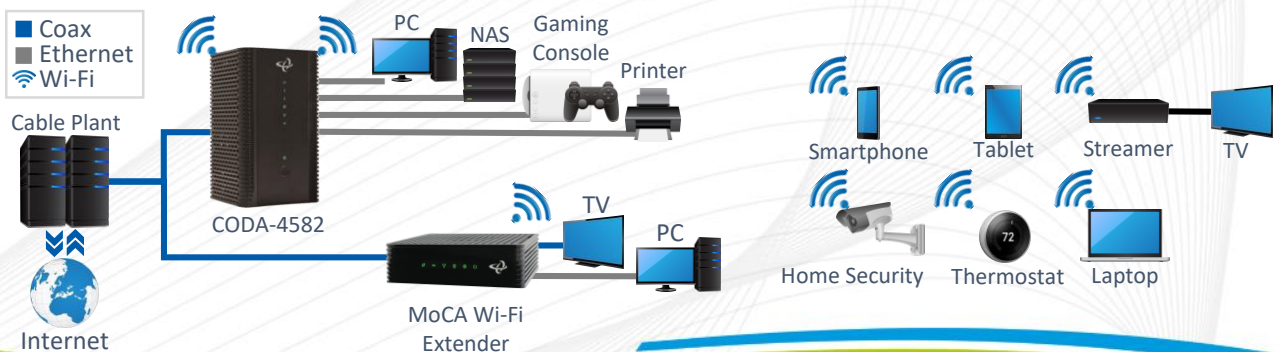 Coax
Ethernet
Wi-Fi
Cable Plant
Internet
CODA-4582
PC
NAS
Gaming
Console
Printer
MoCA Wi-Fi
Extender
TV
PC
Smartphone
Tablet
Streamer
TV
Home Security
72
Thermostat
Laptop